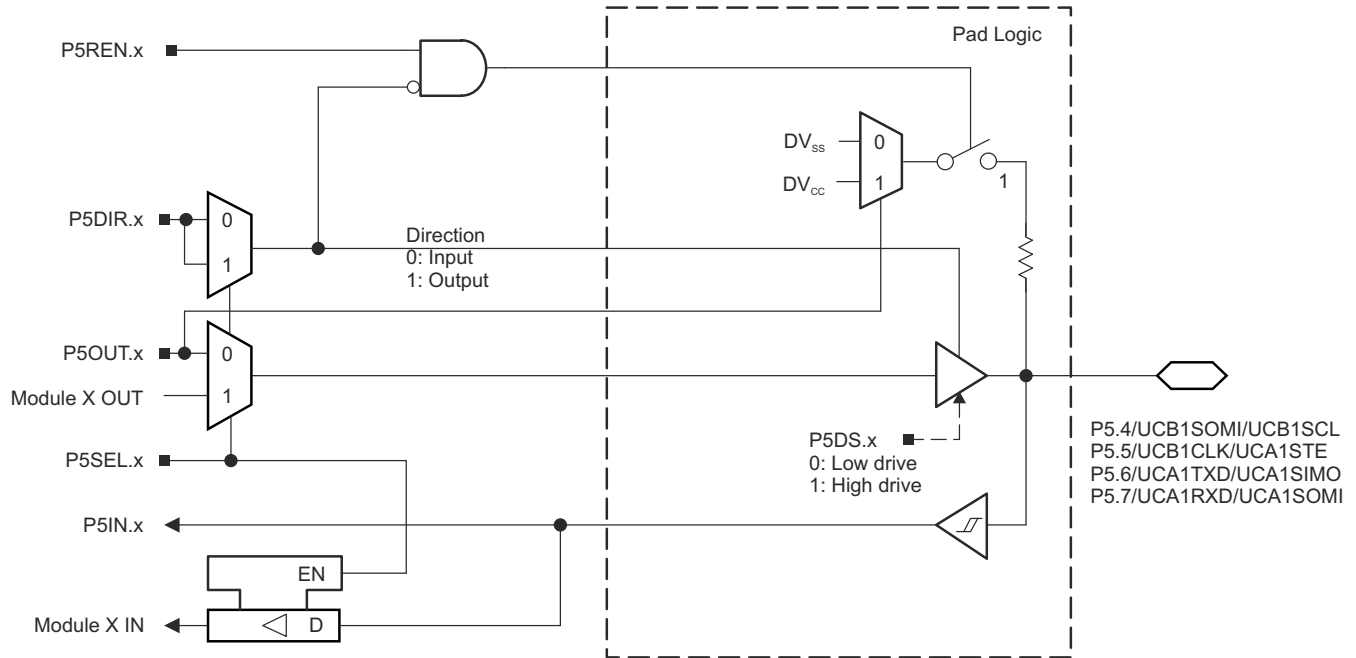 Pad Logic
P5REN.x
DVSS
0
DVCC
1
1
P5DIR.x
0
1
Direction
0: Input
1: Output
P5OUT.x
0
Module X OUT
1
P5DS.x
0: Low drive
1: High drive
P5.4/UCB1SOMI/UCB1SCL
P5.5/UCB1CLK/UCA1STE
P5.6/UCA1TXD/UCA1SIMO
P5.7/UCA1RXD/UCA1SOMI
P5SEL.x
P5IN.x
EN
Module X IN
D